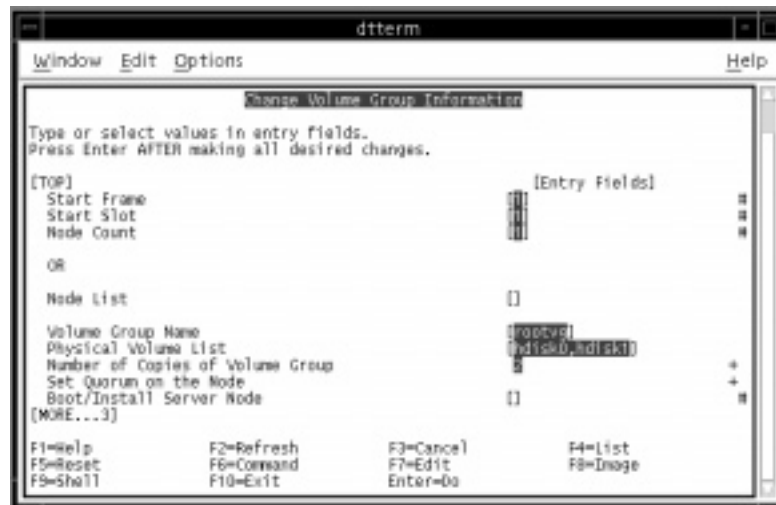 dtterm
Window Edit Options Help
Change Volume Group Information
Type or select values in entry fields.
Press Enter AFTER making all desired changes.
[TOP] [Entry Fields]
Start Frame [1] #
Start Slot [1] #
Node Count [1] #
OR
Node List []
Volume Group Name [rootvg]
Physical Volume List [hdisk0,hdisk1]
Number of Copies of Volume Group 2 +
Set Quorum on the Node +
Boot/Install Server Node [] #
[MORE...3]
F1=Help F2=Refresh F3=Cancel F4=List
F5=Reset F6=Command F7=Edit F8=Image
F9=Shell F10=Exit Enter=Do